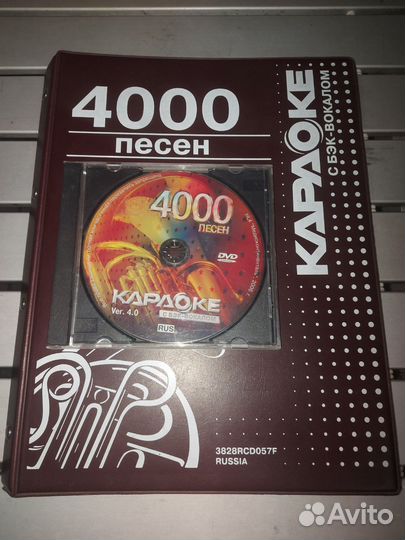 4000
песен
КАРАОКЕ
С БЭК-ВОКАЛОМ
4000
ПЕСЕН
DVD
КАРАОКЕ
С БЭК-ВОКАЛОМ
Ver. 4.0
RUS
3828RCD057F
RUSSIA
Avito